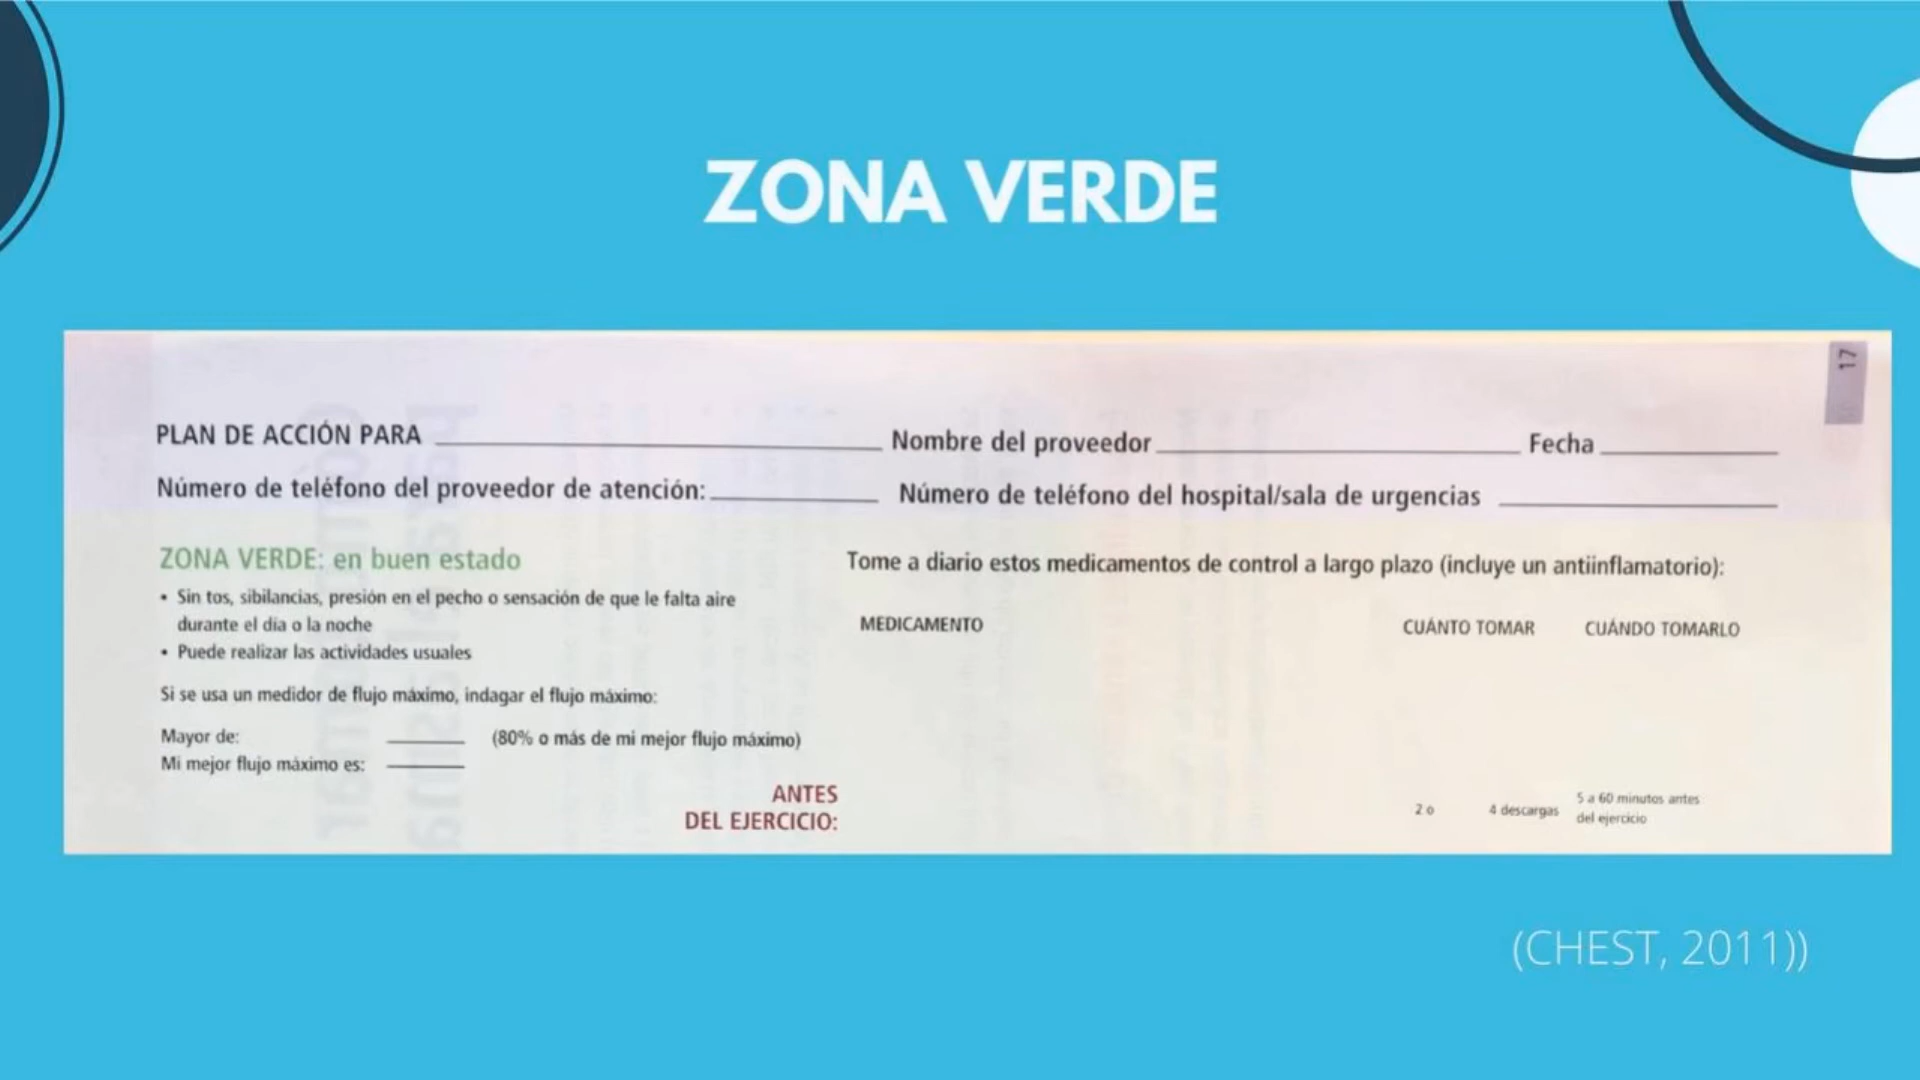 ZONA VERDE
17
PLAN DE ACCIÓN PARA Nombre del proveedor Fecha
Número de teléfono del proveedor de atención: Número de teléfono del hospital/sala de urgencias
ZONA VERDE: en buen estado
• Sin tos, sibilancias, presión en el pecho o sensación de que le falta aire
durante el día o la noche
• Puede realizar las actividades usuales
Si se usa un medidor de flujo máximo, indagar el flujo máximo:
Mayor de: (80% o más de mi mejor flujo máximo)
Mi mejor flujo máximo es:
Tome a diario estos medicamentos de control a largo plazo (incluye un antiinflamatorio):
MEDICAMENTO CUÁNTO TOMAR CUÁNDO TOMARLO
ANTES
DEL EJERCICIO:
2 o 4 descargas 5 a 60 minutos antes
del ejercicio
(CHEST, 2011))